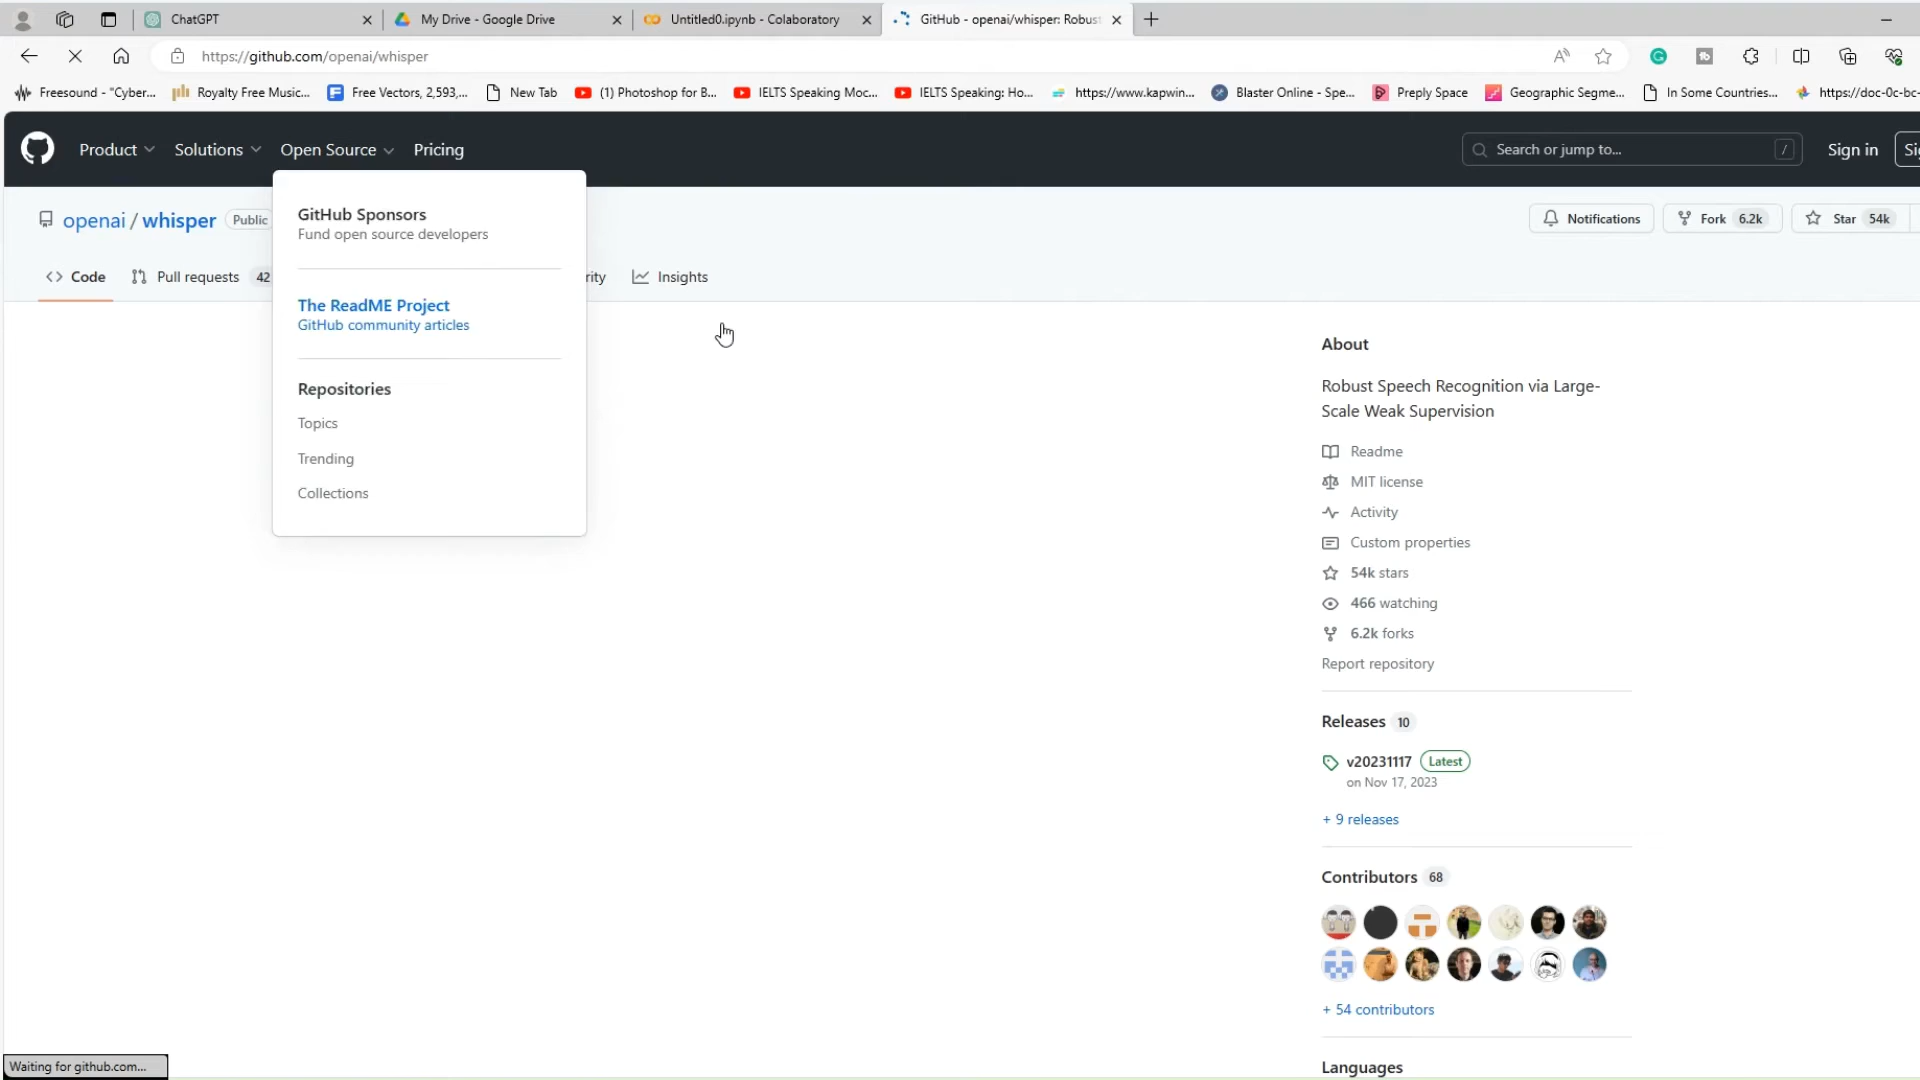 ChatGPT
My Drive - Google Drive
Untitled0.ipynb - Colaboratory
GitHub - openai/whisper: Robust
https://github.com/openai/whisper
Freesound - "Cyber...
Royalty Free Music...
Free Vectors, 2,593,...
New Tab
(1) Photoshop for B...
IELTS Speaking Moc...
IELTS Speaking: Ho...
https://www.kapwin...
Blaster Online - Spe...
Preply Space
Geographic Segme...
In Some Countries...
https://doc-0c-bc-
Product
Solutions
Open Source
Pricing
Search or jump to...
/
Sign in
Si
openai / whisper
Public
Notifications
Fork 6.2k
Star 54k
Code
Pull requests 42
rity
Insights
GitHub Sponsors
Fund open source developers
The ReadME Project
GitHub community articles
Repositories
Topics
Trending
Collections
About
Robust Speech Recognition via Large-
Scale Weak Supervision
Readme
MIT license
Activity
Custom properties
54k stars
466 watching
6.2k forks
Report repository
Releases 10
v20231117 Latest
on Nov 17, 2023
+ 9 releases
Contributors 68
+ 54 contributors
Languages
Waiting for github.com...